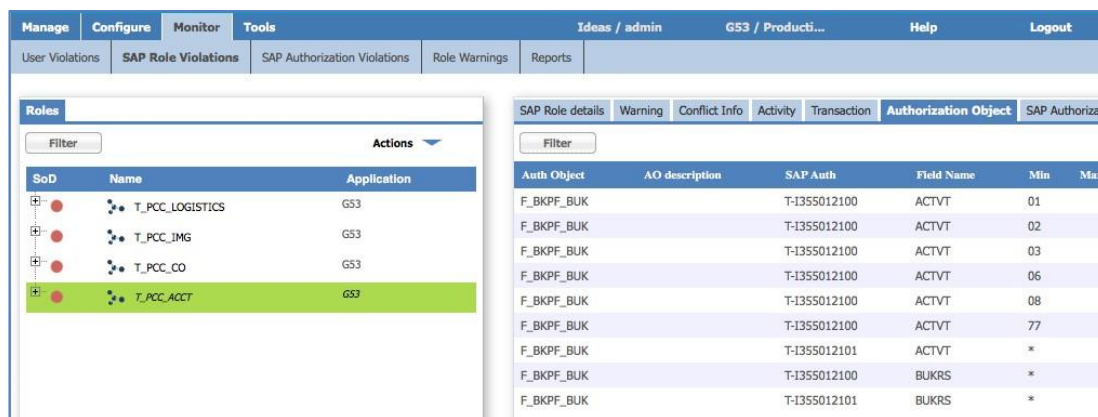 Manage Configure Monitor Tools Ideas / admin G53 / Producti... Help Logout
User Violations SAP Role Violations SAP Authorization Violations Role Warnings Reports
Roles
Filter Actions
SoD Name Application
T_PCC_LOGISTICS G53
T_PCC_IMG G53
T_PCC_CO G53
T_PCC_ACCT G53
SAP Role details Warning Conflict Info Activity Transaction Authorization Object SAP Authoriza
Filter
Auth Object AO description SAP Auth Field Name Min Ma
F_BKPF_BUK T-I355012100 ACTVT 01
F_BKPF_BUK T-I355012100 ACTVT 02
F_BKPF_BUK T-I355012100 ACTVT 03
F_BKPF_BUK T-I355012100 ACTVT 06
F_BKPF_BUK T-I355012100 ACTVT 08
F_BKPF_BUK T-I355012100 ACTVT 77
F_BKPF_BUK T-I355012101 ACTVT *
F_BKPF_BUK T-I355012100 BUKRS *
F_BKPF_BUK T-I355012101 BUKRS *